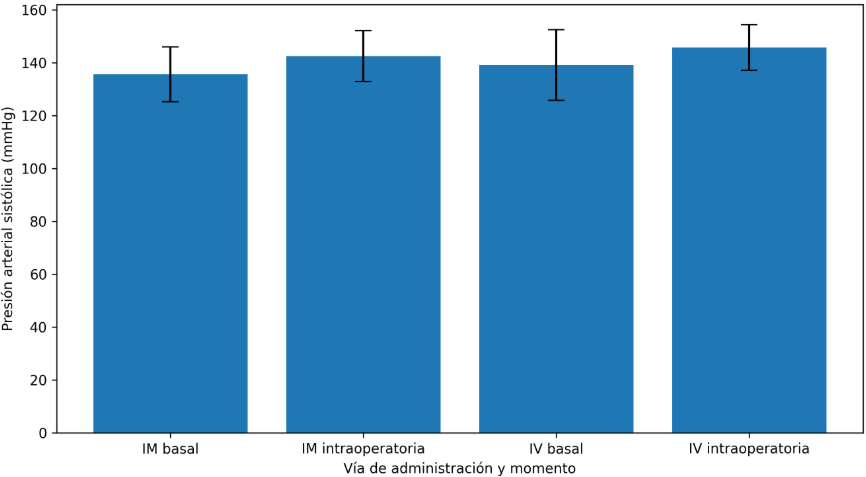 Presión arterial sistólica (mmHg)
160
140
120
100
80
60
40
20
0
IM basal
IM intraoperatoria
IV basal
IV intraoperatoria
Vía de administración y momento